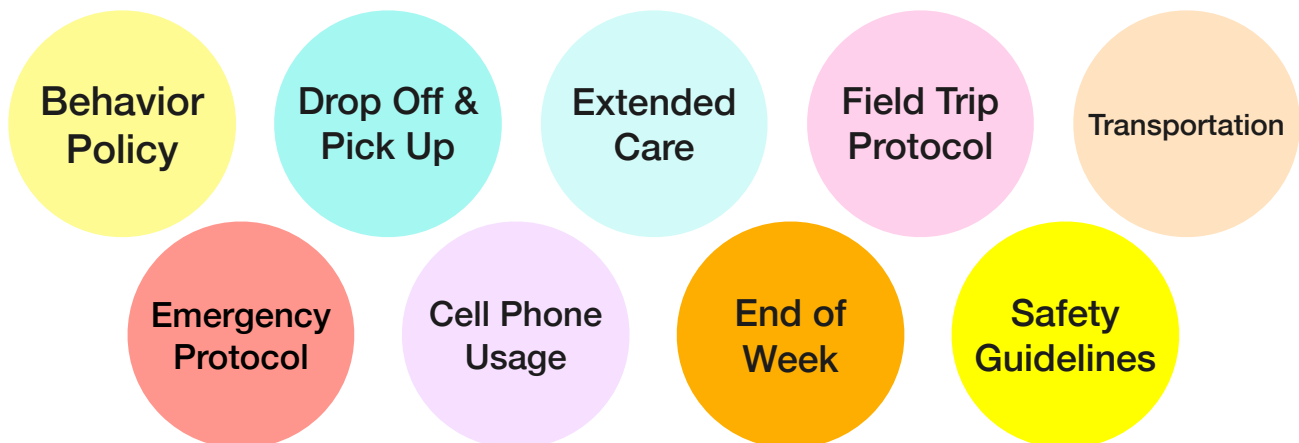 Behavior
Policy
Drop Off &
Pick Up
Extended
Care
Field Trip
Protocol
Transportation
Emergency
Protocol
Cell Phone
Usage
End of
Week
Safety
Guidelines